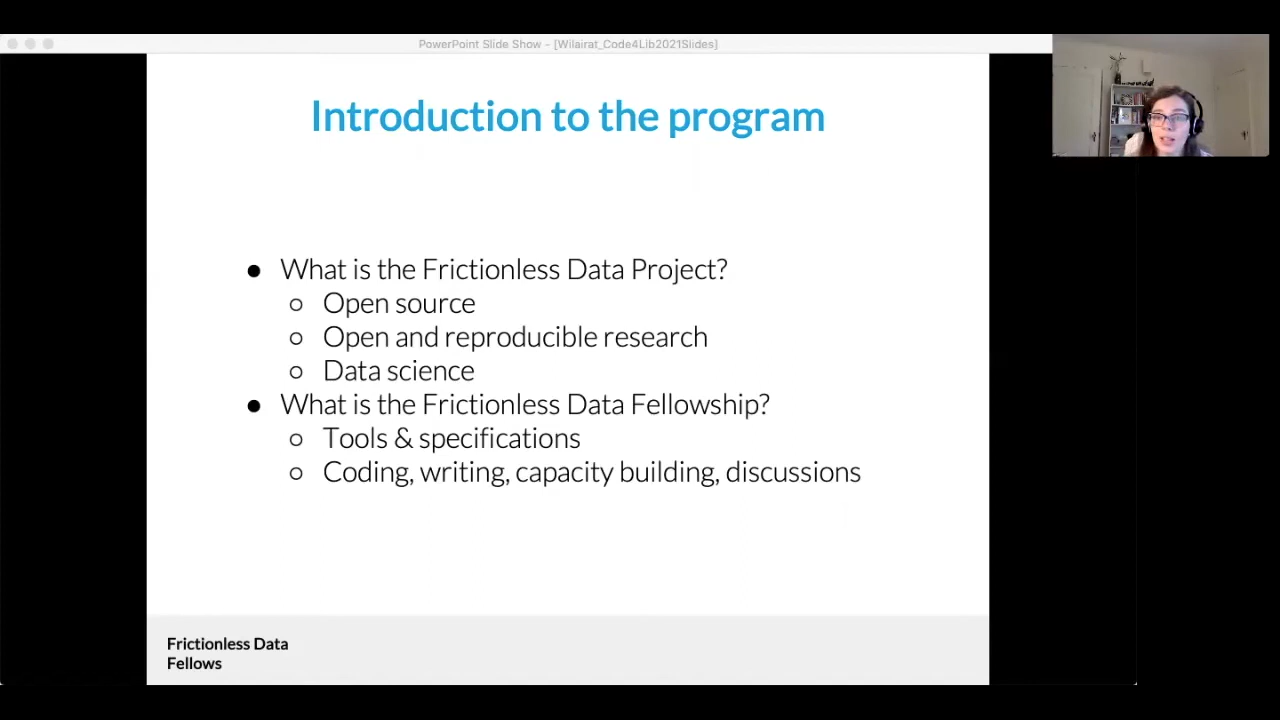 PowerPoint Slide Show - [Wilairat_Code4Lib2021Slides]
Introduction to the program
● What is the Frictionless Data Project?
○ Open source
○ Open and reproducible research
○ Data science
● What is the Frictionless Data Fellowship?
○ Tools & specifications
○ Coding, writing, capacity building, discussions
Frictionless Data
Fellows